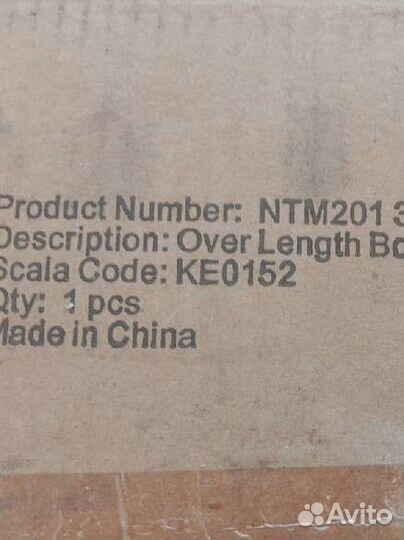 Product Number: NTM201 3
Description: Over Length Bo
Scala Code: KE0152
Qty: 1 pcs
Made in China
Avito